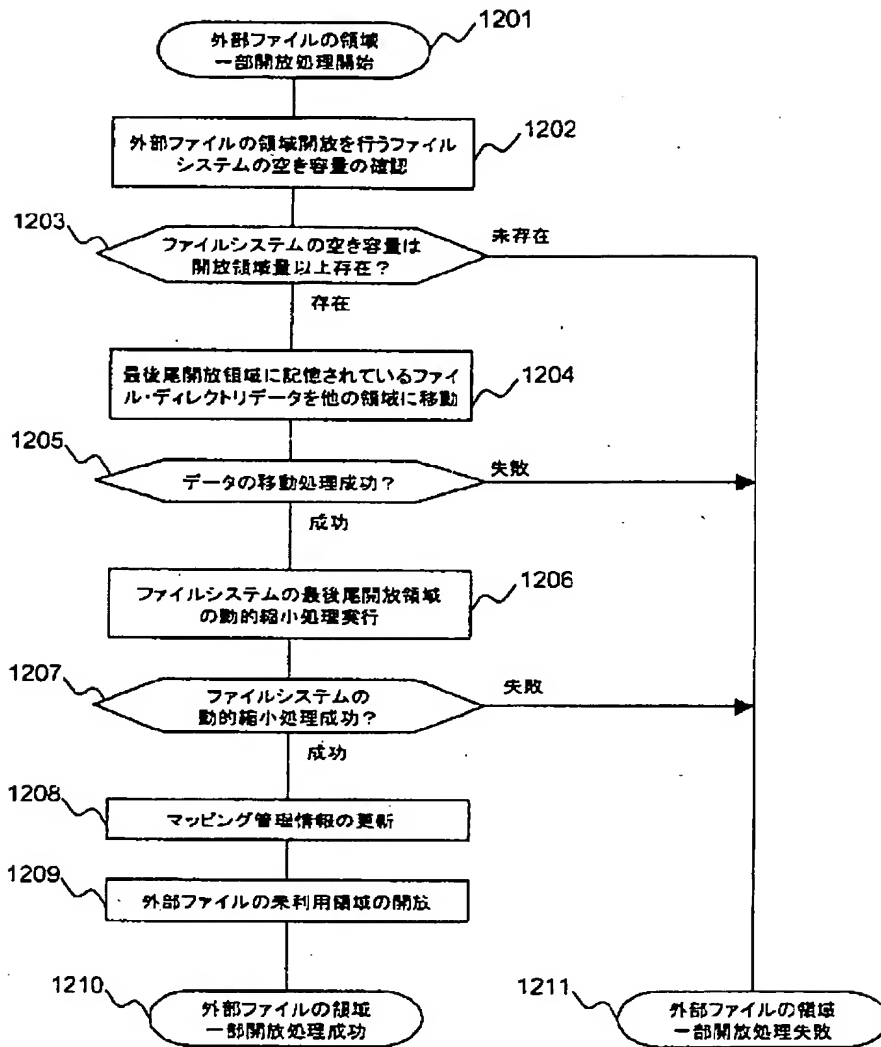 1201
外部ファイルの領域
一部開放処理開始
1202
外部ファイルの領域開放を行うファイル
システムの空き容量の確認
1203
ファイルシステムの空き容量は
開放領域量以上存在？
未存在
存在
1204
最後尾開放領域に記憶されているファイ
ル・ディレクトリデータを他の領域に移動
1205
データの移動処理成功？
失敗
成功
1206
ファイルシステムの最後尾開放領域
の動的縮小処理実行
1207
ファイルシステムの
動的縮小処理成功？
失敗
成功
1208
マッピング管理情報の更新
1209
外部ファイルの未利用領域の開放
1210
外部ファイルの領域
一部開放処理成功
1211
外部ファイルの領域
一部開放処理失敗